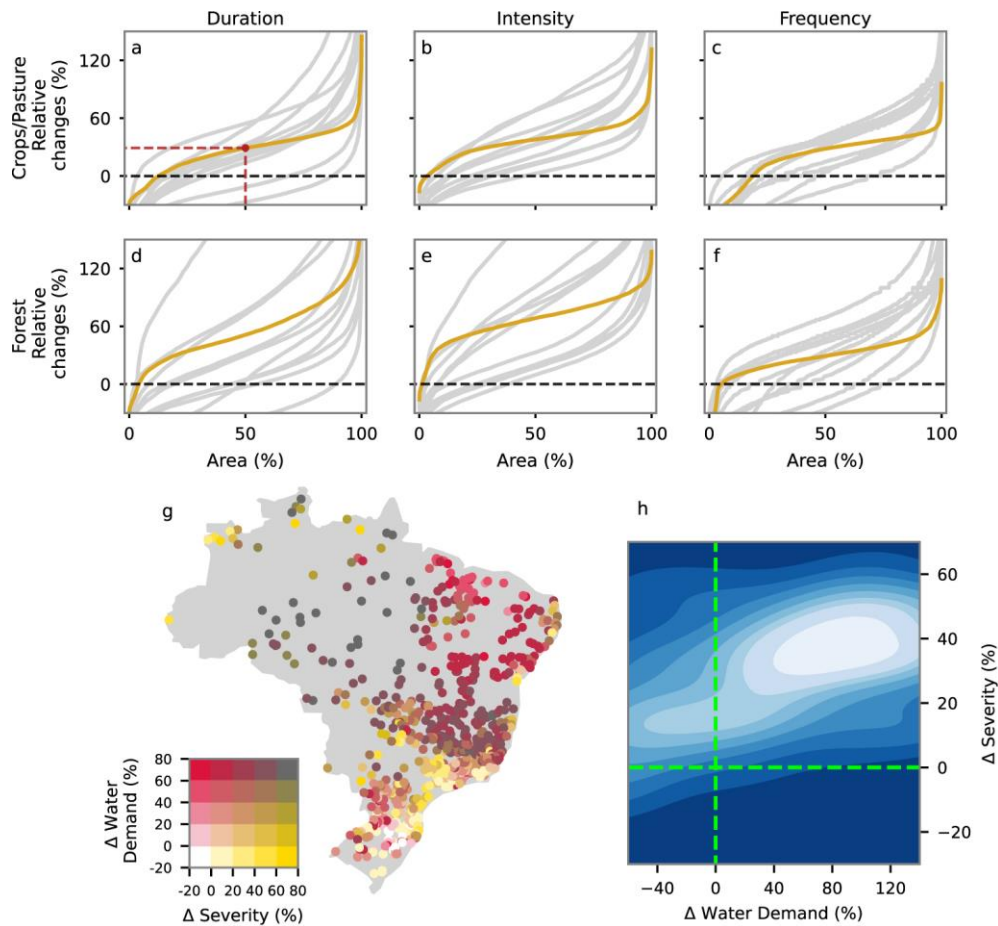 Duration Intensity Frequency
a b c
Crops/Pasture
Relative
changes (%)
120
60
0
d e f
Forest
Relative
changes (%)
120
60
0
0 50 100 0 50 100 0 50 100
Area (%) Area (%) Area (%)
g
Δ Water
Demand (%)
80
60
40
20
0
-20
-20 0 20 40 60 80
Δ Severity (%)
h
60
40
20
0
−20
Δ Severity (%)
−40 0 40 80 120
Δ Water Demand (%)